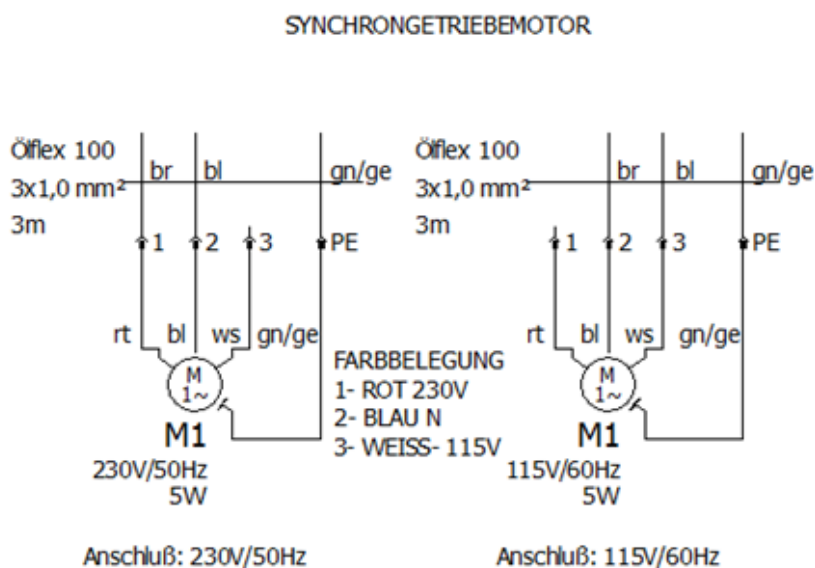 SYNCHRONGETRIEBEMOTOR
Ölflex 100
3x1,0 mm²
3m
br bl gn/ge
1 2 3 PE
rt bl ws gn/ge
M
1~
M1
230V/50Hz
5W
Anschluß: 230V/50Hz
FARBBELEGUNG
1- ROT 230V
2- BLAU N
3- WEISS- 115V
Ölflex 100
3x1,0 mm²
3m
br bl gn/ge
1 2 3 PE
rt bl ws gn/ge
M
1~
M1
115V/60Hz
5W
Anschluß: 115V/60Hz